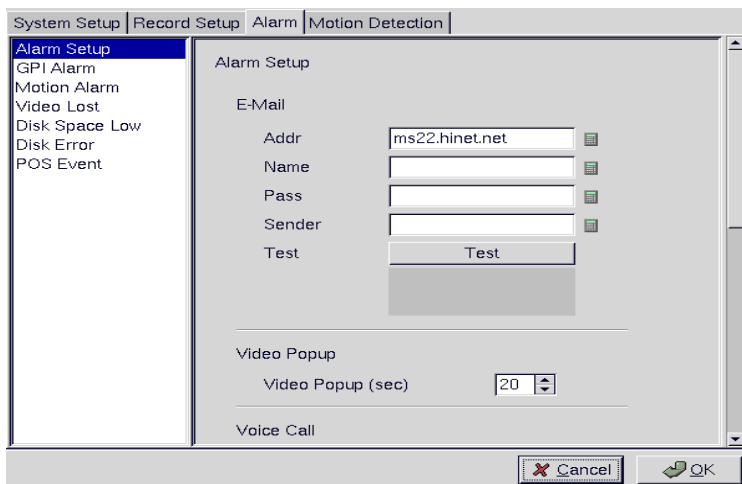 System Setup Record Setup Alarm Motion Detection
Alarm Setup
GPI Alarm
Motion Alarm
Video Lost
Disk Space Low
Disk Error
POS Event
Alarm Setup
E-Mail
Addr ms22.hinet.net
Name
Pass
Sender
Test Test
Video Popup
Video Popup (sec) 20
Voice Call
Cancel OK